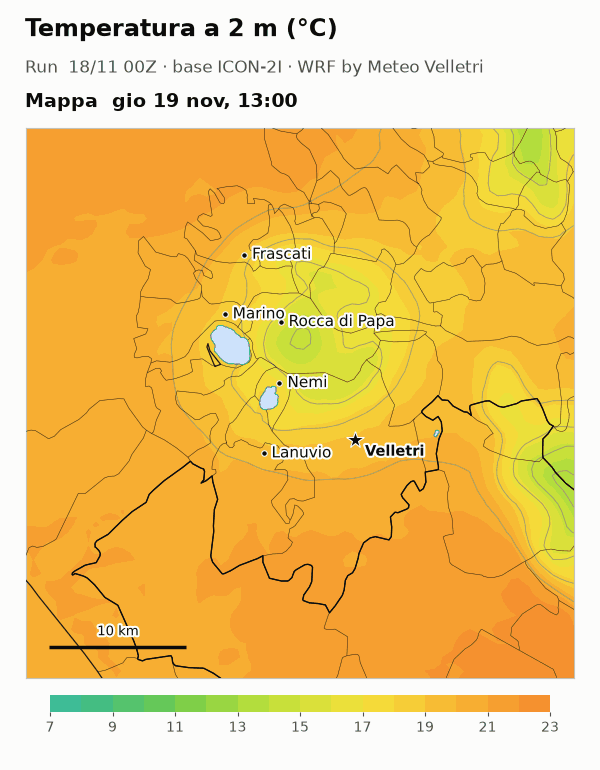 Temperatura a 2 m (°C)
Run  18/11 00Z · base ICON-2I · WRF by Meteo Velletri
Mappa  gio 19 nov, 13:00
Frascati
Marino
Rocca di Papa
Nemi
Velletri
Lanuvio
10 km
7 9 11 13 15 17 19 21 23